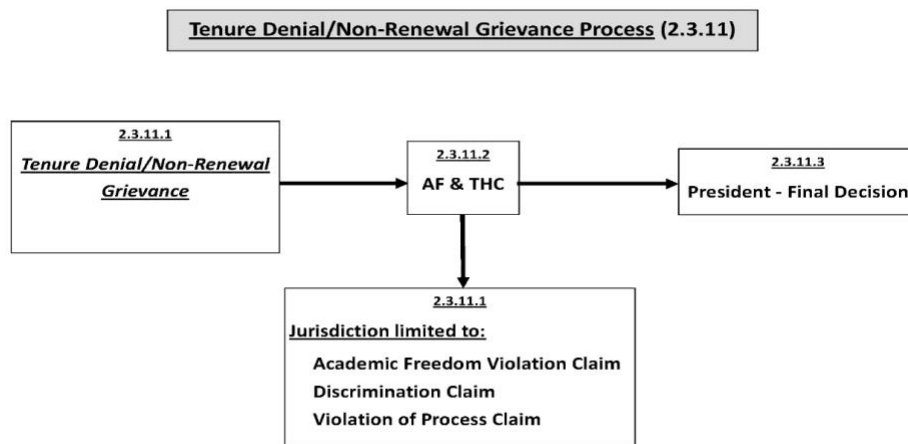 Tenure Denial/Non-Renewal Grievance Process (2.3.11)
2.3.11.1
Tenure Denial/Non-Renewal
Grievance
2.3.11.2
AF & THC
2.3.11.3
President - Final Decision
2.3.11.1
Jurisdiction limited to:
Academic Freedom Violation Claim
Discrimination Claim
Violation of Process Claim